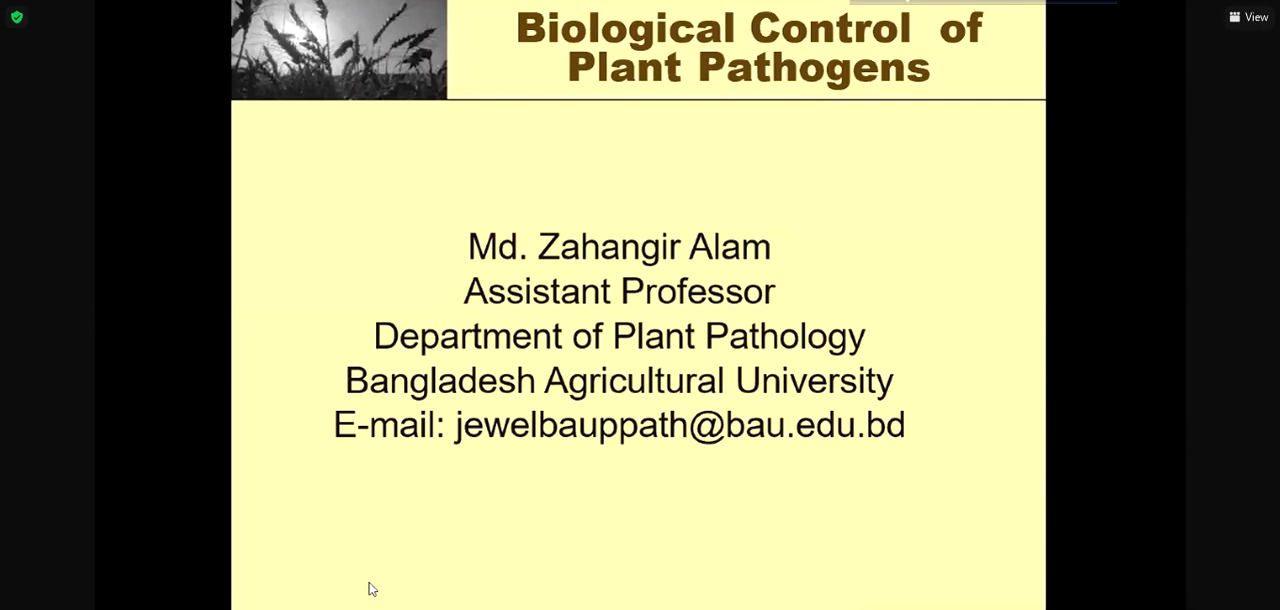 View
Biological Control of
Plant Pathogens
Md. Zahangir Alam
Assistant Professor
Department of Plant Pathology
Bangladesh Agricultural University
E-mail: jewelbauppath@bau.edu.bd